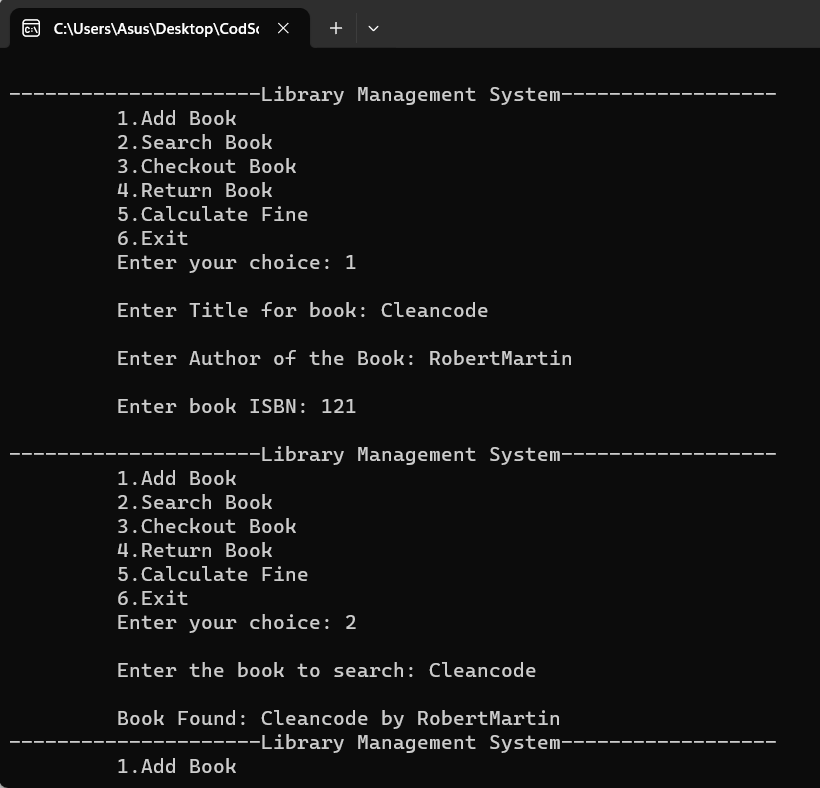 C:\Users\Asus\Desktop\CodSo
---------------------Library Management System------------------
1.Add Book
2.Search Book
3.Checkout Book
4.Return Book
5.Calculate Fine
6.Exit
Enter your choice: 1
Enter Title for book: Cleancode
Enter Author of the Book: RobertMartin
Enter book ISBN: 121
---------------------Library Management System------------------
1.Add Book
2.Search Book
3.Checkout Book
4.Return Book
5.Calculate Fine
6.Exit
Enter your choice: 2
Enter the book to search: Cleancode
Book Found: Cleancode by RobertMartin
---------------------Library Management System------------------
1.Add Book